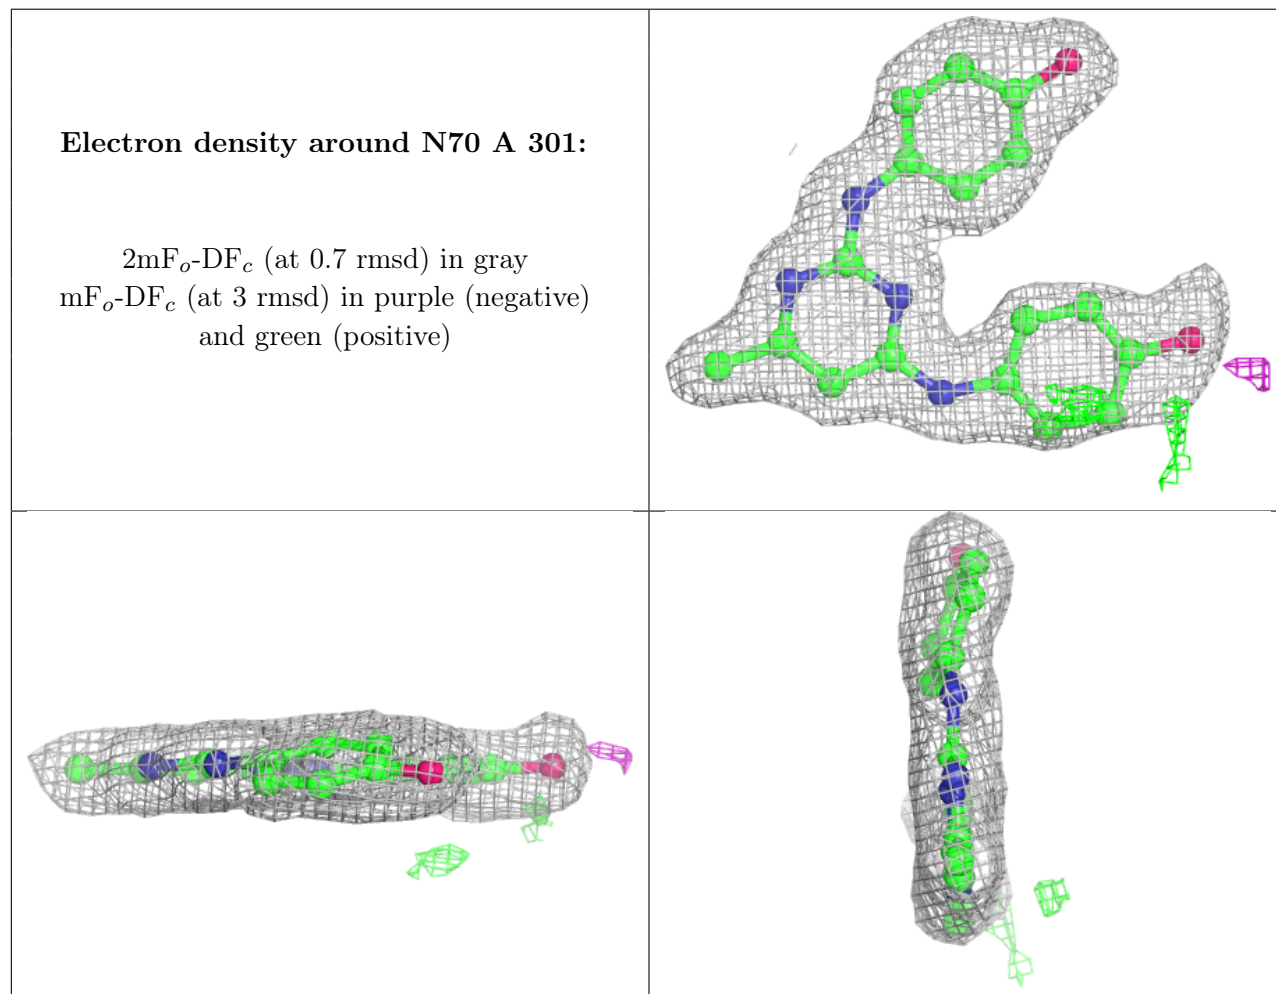 Electron density around N70 A 301:
2mFo-DFc (at 0.7 rmsd) in gray
mFo-DFc (at 3 rmsd) in purple (negative)
and green (positive)